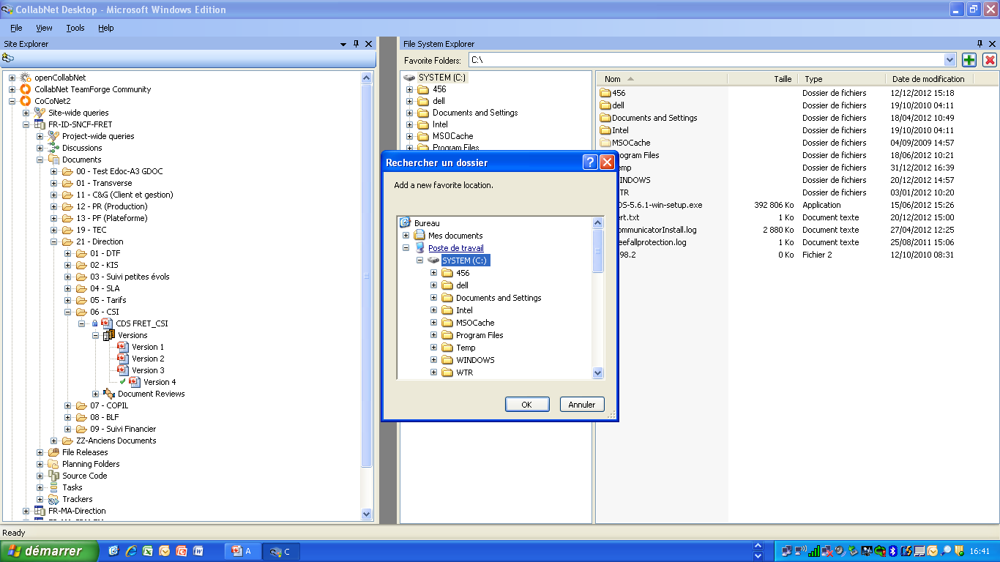 CollabNet Desktop - Microsoft Windows Edition
File View Tools Help
Site Explorer
openCollabNet
CollabNet TeamForge Community
CoCoNet2
Site-wide queries
FR-ID-SNCF-FRET
Project-wide queries
Discussions
Documents
00 - Test Edoc-A3 GDOC
01 - Transverse
11 - C&G (Client et gestion)
12 - PR (Production)
13 - PF (Plateforme)
19 - TEC
21 - Direction
01 - DTF
02 - KIS
03 - Suivi petites évols
04 - SLA
05 - Tarifs
06 - CSI
CDS FRET_CSI
Versions
Version 1
Version 2
Version 3
Version 4
Document Reviews
07 - COPIL
08 - BLF
09 - Suivi Financier
ZZ-Anciens Documents
File Releases
Planning Folders
Source Code
Tasks
Trackers
FR-MA-Direction
File System Explorer
Favorite Folders: C:\
SYSTEM (C:)
456
dell
Documents and Settings
Intel
MSOCache
Program Files
Nom Taille Type Date de modification
456 Dossier de fichiers 12/12/2012 15:18
dell Dossier de fichiers 19/10/2010 04:11
Documents and Settings Dossier de fichiers 18/04/2012 10:49
Intel Dossier de fichiers 19/10/2010 04:11
MSOCache Dossier de fichiers 04/09/2009 14:57
ogram Files Dossier de fichiers 18/06/2012 10:21
emp Dossier de fichiers 31/12/2012 16:39
INDOWS Dossier de fichiers 20/12/2012 14:57
TR Dossier de fichiers 03/01/2012 10:20
DS-5.6.1-win-setup.exe 392 806 Ko Application 15/06/2012 15:26
ert.txt 1 Ko Document texte 20/12/2012 15:00
ommunicatorInstall.log 2 880 Ko Document texte 27/04/2012 12:25
eefallprotection.log 1 Ko Document texte 25/08/2011 15:06
98.2 0 Ko Fichier 2 12/10/2010 08:31
Rechercher un dossier
Add a new favorite location.
Bureau
Mes documents
Poste de travail
SYSTEM (C:)
456
dell
Documents and Settings
Intel
MSOCache
Program Files
Temp
WINDOWS
WTR
OK Annuler
Ready
démarrer A C 16:41